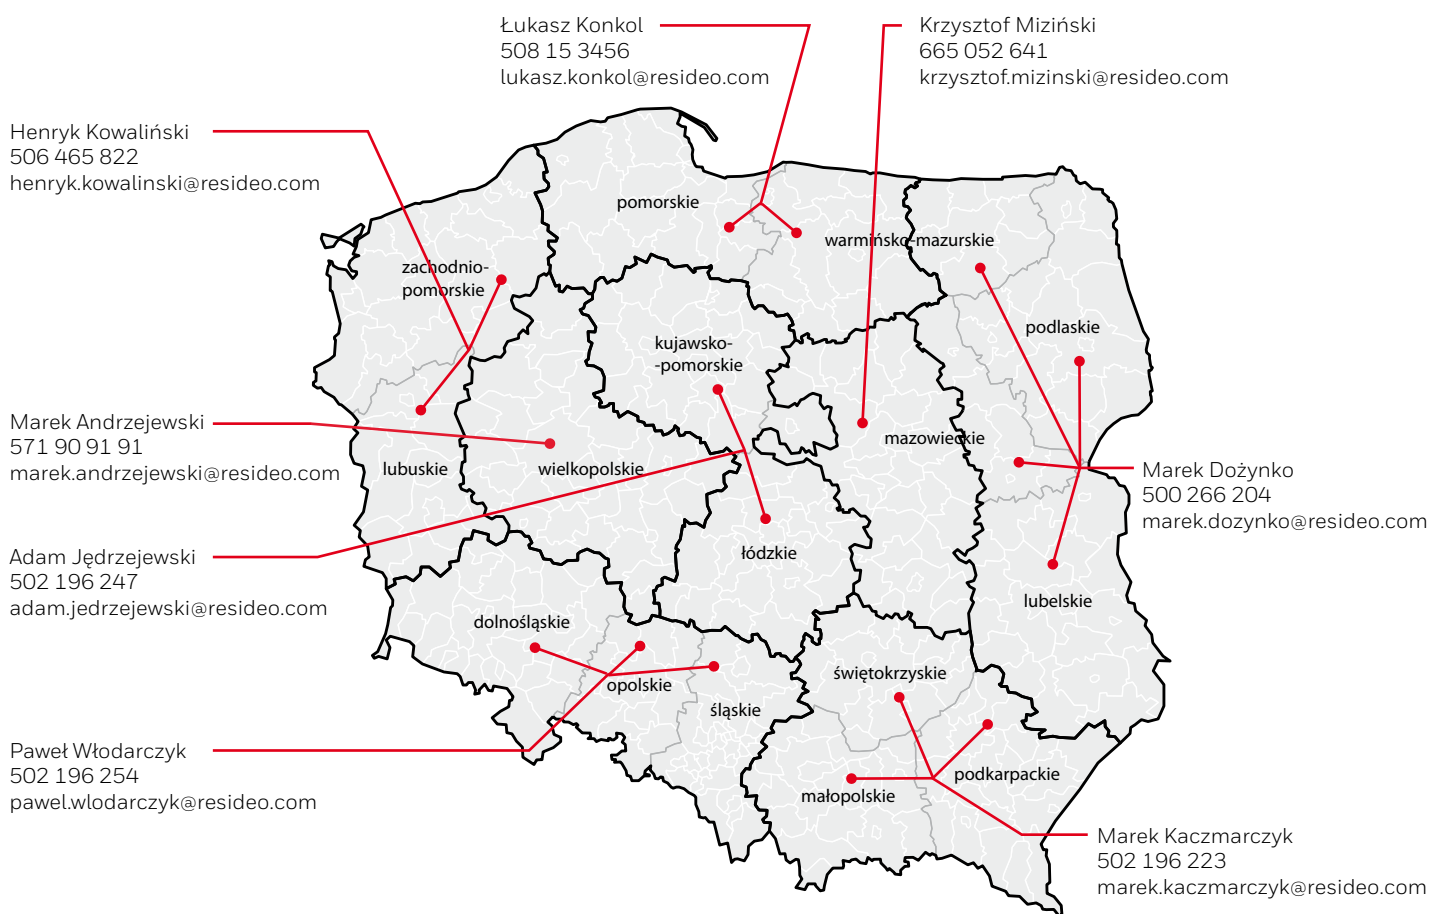 Łukasz Konkol
508 15 3456
lukasz.konkol@resideo.com
Krzysztof Miziński
665 052 641
krzysztof.mizinski@resideo.com
Henryk Kowaliński
506 465 822
henryk.kowalinski@resideo.com
pomorskie
warmińsko-mazurskie
zachodnio-
pomorskie
podlaskie
kujawsko-
-pomorskie
Marek Andrzejewski
571 90 91 91
marek.andrzejewski@resideo.com
mazowieckie
lubuskie
wielkopolskie
Marek Dożynko
500 266 204
marek.dozynko@resideo.com
Adam Jędrzejewski
502 196 247
adam.jedrzejewski@resideo.com
łódzkie
lubelskie
dolnośląskie
opolskie
śląskie
świętokrzyskie
Paweł Włodarczyk
502 196 254
pawel.wlodarczyk@resideo.com
podkarpackie
małopolskie
Marek Kaczmarczyk
502 196 223
marek.kaczmarczyk@resideo.com